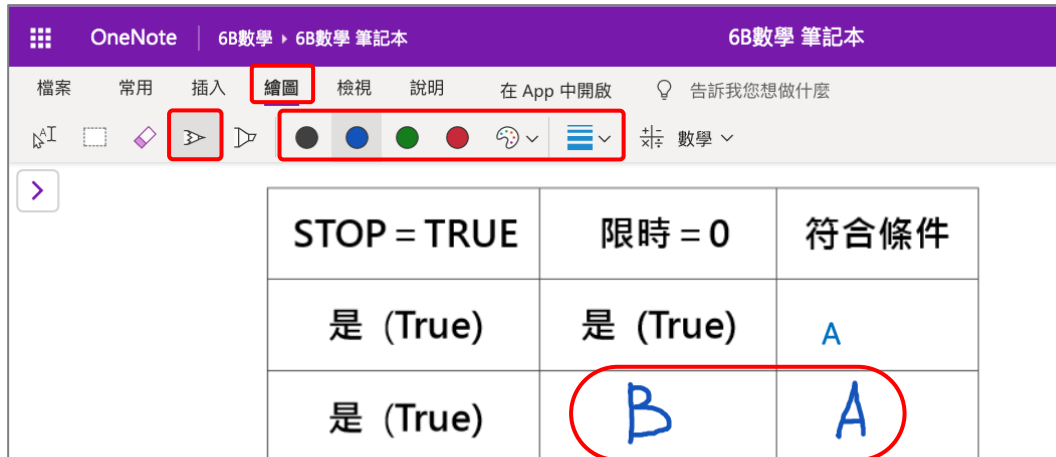 OneNote 6B數學 › 6B數學 筆記本 6B數學 筆記本
檔案 常用 插入 繪圖 檢視 說明 在 App 中開啟 告訴我您想做什麼
數學
STOP = TRUE 限時 = 0 符合條件
是 (True) 是 (True) A
是 (True) B A